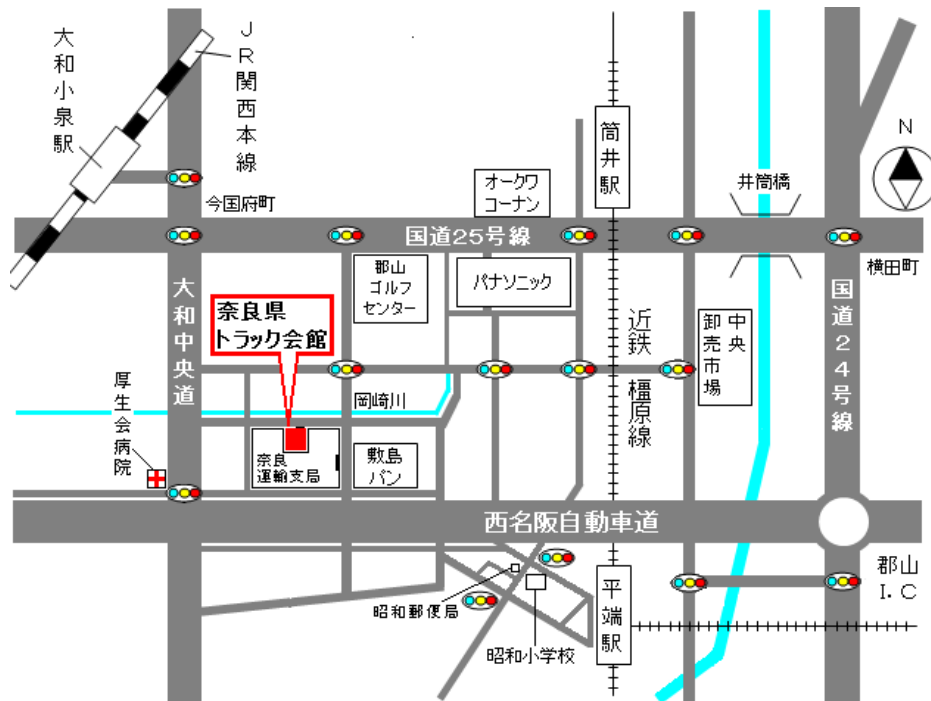 大和小泉駅
JR関西本線
今国府町
国道25号線
オークワ
コーナン
筒井駅
井筒橋
N
横田町
大和中央道
郡山
ゴルフ
センター
パナソニック
近鉄
橿原線
中央
卸売市場
国道24号線
奈良県
トラック会館
厚生会病院
岡崎川
奈良
運輸支局
敷島
パン
西名阪自動車道
郡山
I.C
昭和郵便局
昭和小学校
平端駅